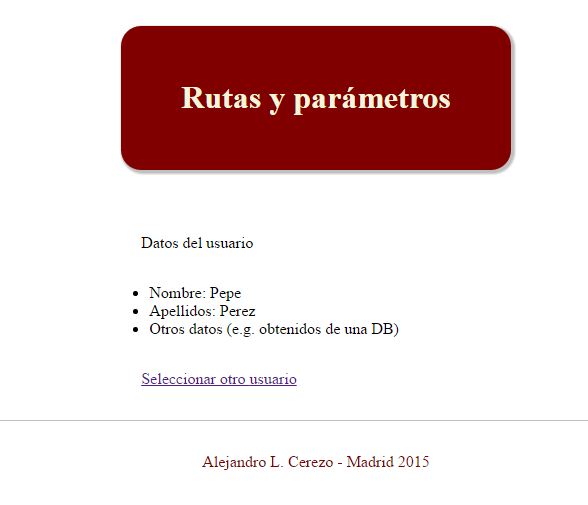 Rutas y parámetros
Datos del usuario
Nombre: Pepe
Apellidos: Perez
Otros datos (e.g. obtenidos de una DB)
Seleccionar otro usuario
Alejandro L. Cerezo - Madrid 2015